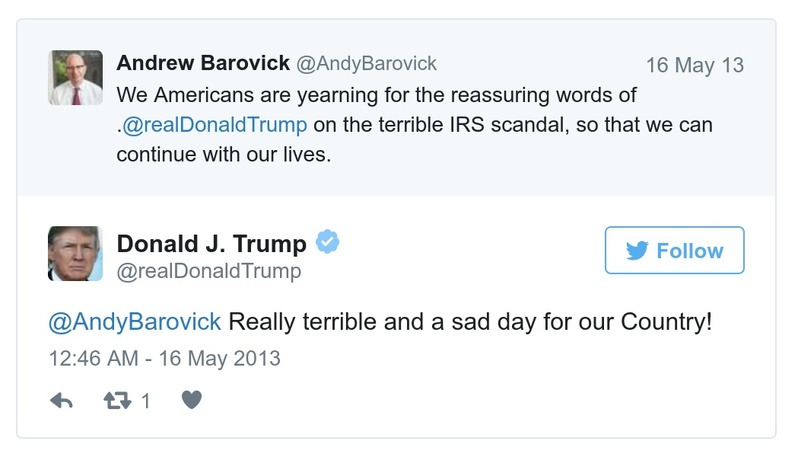 Andrew Barovick @AndyBarovick 16 May 13
We Americans are yearning for the reassuring words of
.@realDonaldTrump on the terrible IRS scandal, so that we can
continue with our lives.
Donald J. Trump
@realDonaldTrump
Follow
@AndyBarovick Really terrible and a sad day for our Country!
12:46 AM - 16 May 2013
1